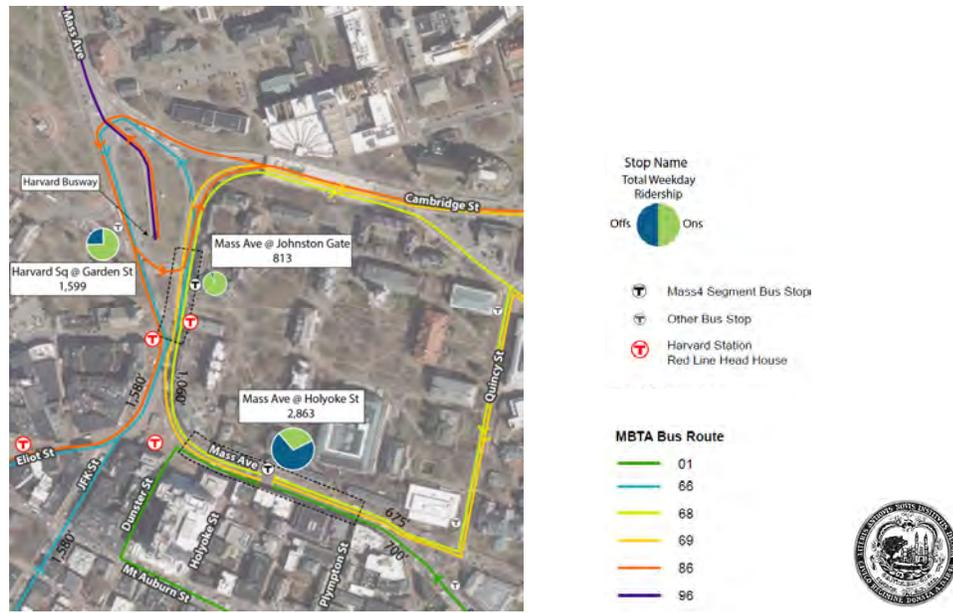 Mass Ave
Harvard Busway
Cambridge St
Mass Ave @ Johnston Gate
813
Harvard Sq @ Garden St
1,599
Quincy St
1,580'
1,060'
Mass Ave @ Holyoke St
2,863
Mass Ave
Eliot St
JFK St
Dunster St
Holyoke St
675'
700'
Plympton St
1,580'
Mt Auburn St
Stop Name
Total Weekday
Ridership
Offs
Ons
T
Mass4 Segment Bus Stop
T
Other Bus Stop
T
Harvard Station
Red Line Head House
MBTA Bus Route
01
66
68
69
86
96